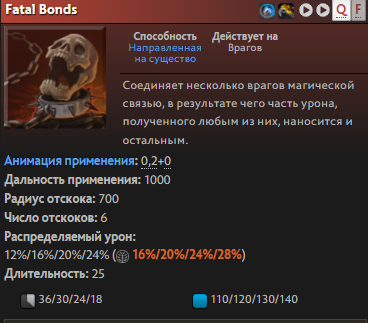 Fatal Bonds
Q F
Способность Действует на
Направленная Врагов
на существо
Соединяет несколько врагов магической
связью, в результате чего часть урона,
полученного любым из них, наносится и
остальным.
Анимация применения: 0,2+0
Дальность применения: 1000
Радиус отскока: 700
Число отскоков: 6
Распределяемый урон:
12%/16%/20%/24% (16%/20%/24%/28%)
Длительность: 25
36/30/24/18 110/120/130/140